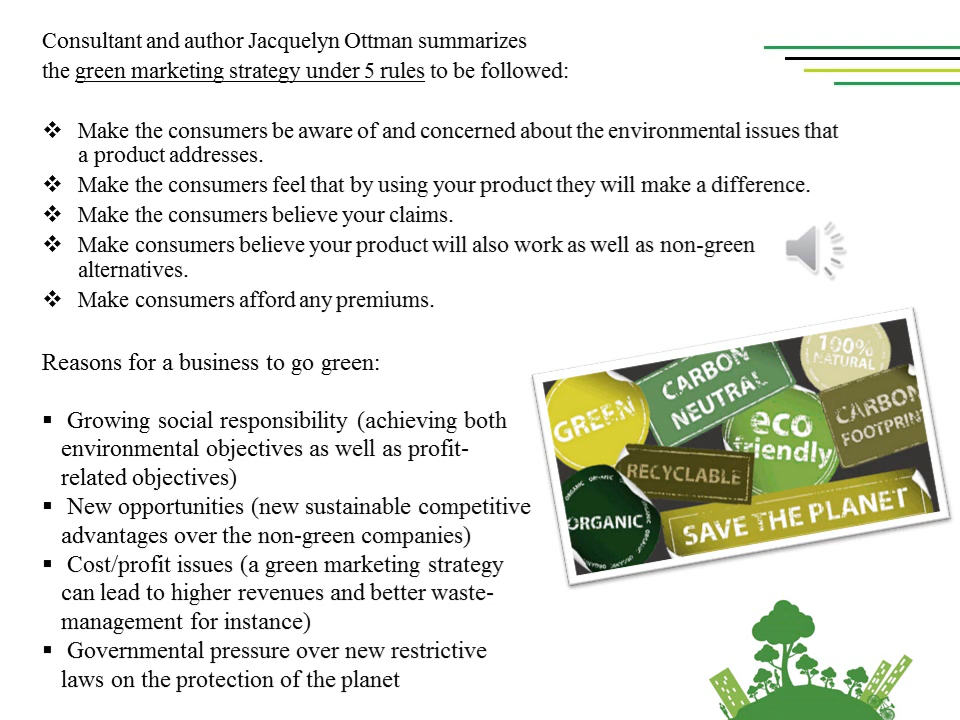 Consultant and author Jacquelyn Ottman summarizes
the green marketing strategy under 5 rules to be followed:
❖ Make the consumers be aware of and concerned about the environmental issues that
a product addresses.
❖ Make the consumers feel that by using your product they will make a difference.
❖ Make the consumers believe your claims.
❖ Make consumers believe your product will also work as well as non-green
alternatives.
❖ Make consumers afford any premiums.
Reasons for a business to go green:
▪ Growing social responsibility (achieving both
environmental objectives as well as profit-
related objectives)
▪ New opportunities (new sustainable competitive
advantages over the non-green companies)
▪ Cost/profit issues (a green marketing strategy
can lead to higher revenues and better waste-
management for instance)
▪ Governmental pressure over new restrictive
laws on the protection of the planet
GREEN
CARBON
NEUTRAL
100%
NATURAL
eco
friendly
CARBON
FOOTPRINT
RECYCLABLE
ORGANIC
ORGANIC ORGANIC
SAVE THE PLANET